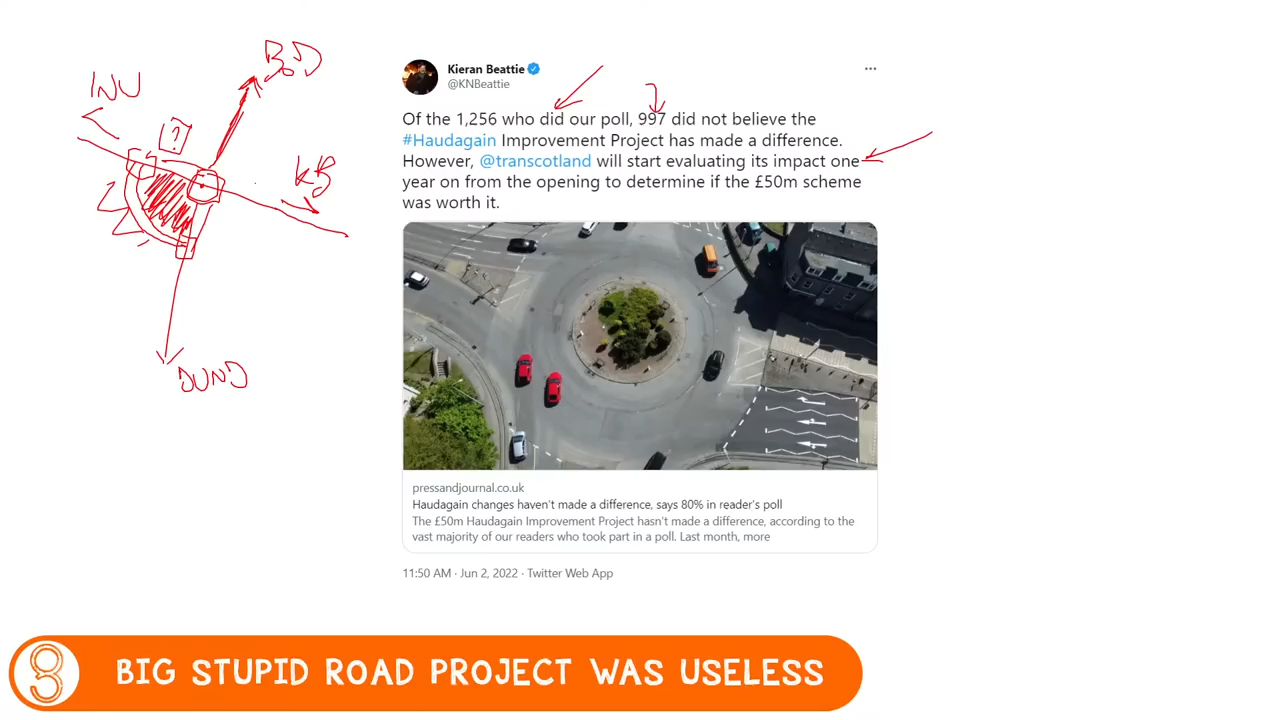 INV
BoD
?
KB
DUND
Kieran Beattie
@KNBeattie
Of the 1,256 who did our poll, 997 did not believe the
#Haudagain Improvement Project has made a difference.
However, @transcotland will start evaluating its impact one
year on from the opening to determine if the £50m scheme
was worth it.
pressandjournal.co.uk
Haudagain changes haven't made a difference, says 80% in reader's poll
The £50m Haudagain Improvement Project hasn't made a difference, according to the
vast majority of our readers who took part in a poll. Last month, more
11:50 AM · Jun 2, 2022 · Twitter Web App
BIG STUPID ROAD PROJECT WAS USELESS